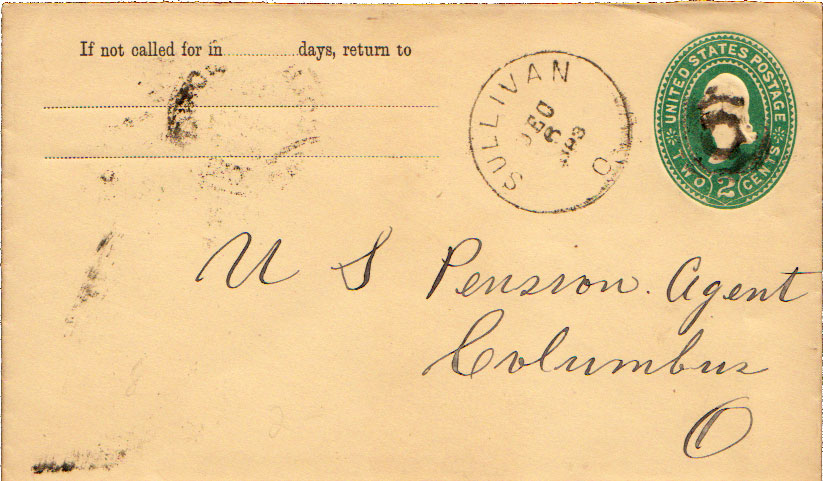 If not called for in..............days, return to
SULLIVAN O
DEC
6
UNITED STATES POSTAGE
TWO 2 CENTS
U S Pension Agent
Columbus
O